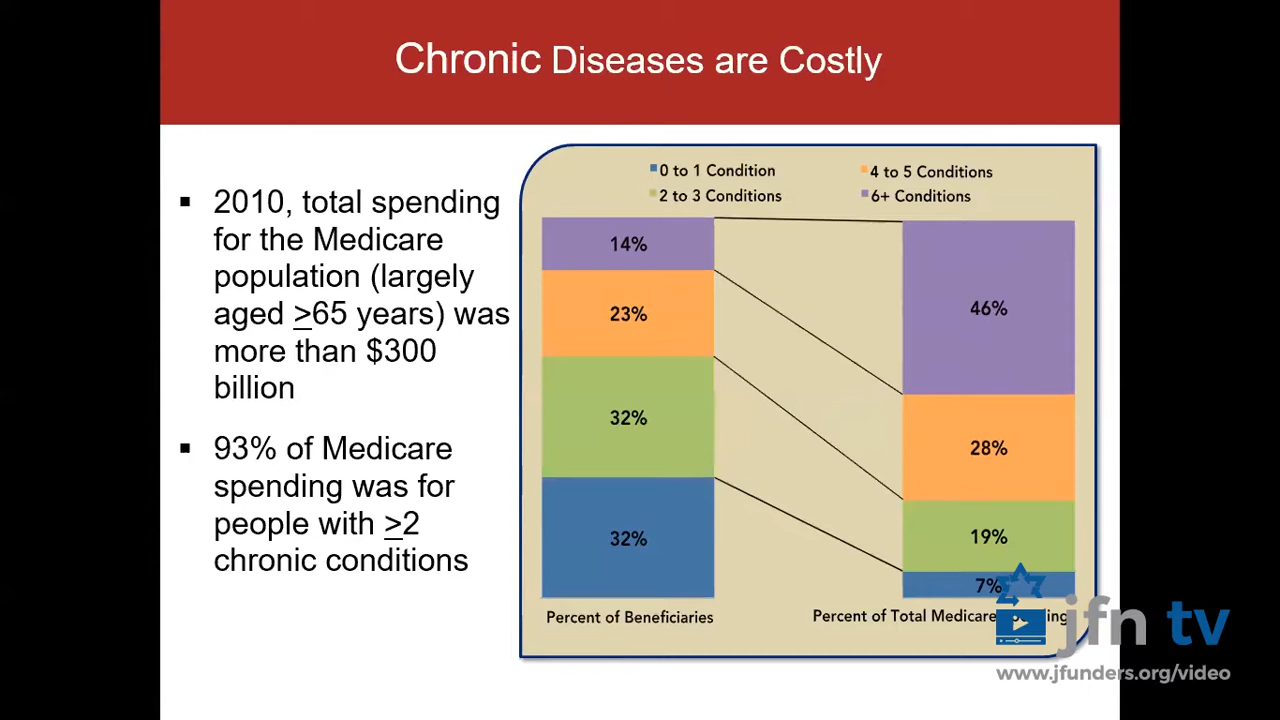 Chronic Diseases are Costly
▪ 2010, total spending
for the Medicare
population (largely
aged >65 years) was
more than $300
billion
▪ 93% of Medicare
spending was for
people with >2
chronic conditions
0 to 1 Condition
4 to 5 Conditions
2 to 3 Conditions
6+ Conditions
14%
23%
32%
32%
46%
28%
19%
7%
Percent of Beneficiaries
Percent of Total Medicare
jfn tv
www.jfunders.org/video